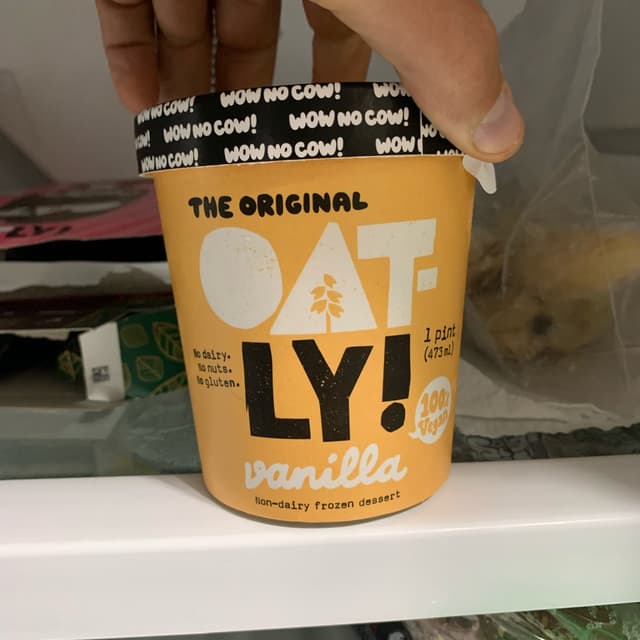 WOW NO COW! WOW NO COW! WOW
WOW NO COW! WOW NO COW! WOW NO
WOW NO COW! WOW NO COW!
THE ORIGINAL
OAT-
LY!
1 pint
(473ml)
No dairy.
No nuts.
No gluten.
100%
Vegan
vanilla
Non-dairy frozen dessert
LY!